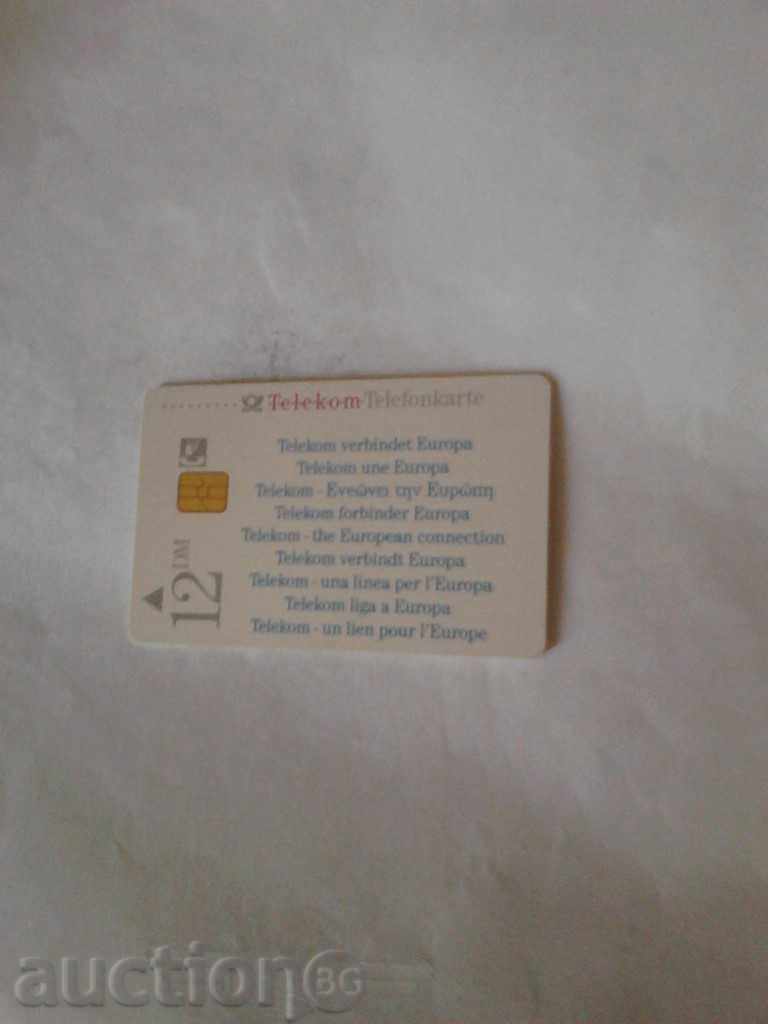 Telekom Telefonkarte
Telekom verbindet Europa
Telekom une Europa
Telekom - Ενώνει την Ευρώπη
Telekom forbinder Europa
Telekom - the European connection
Telekom verbindt Europa
Telekom - una linea per l'Europa
Telekom liga a Europa
Telekom - un lien pour l'Europe
12 DM
auction BG